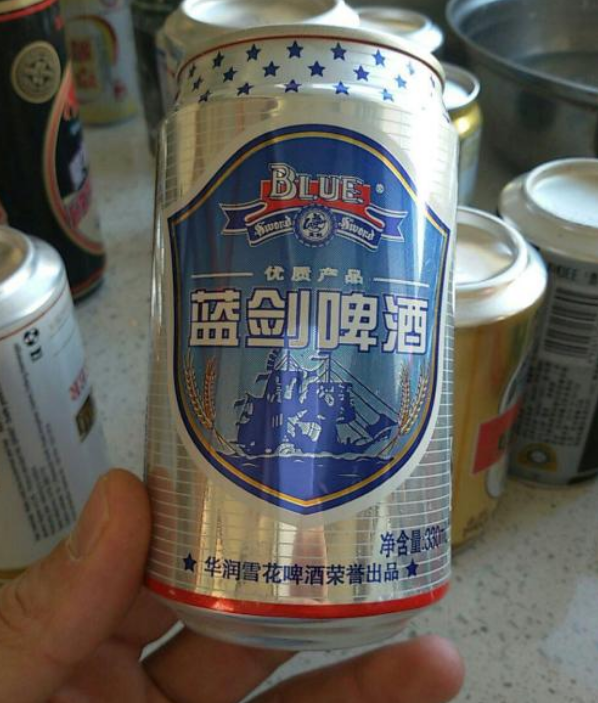 BLUE ®
Sword Sword
优质产品
蓝剑啤酒
净含量:330m
★ 华润雪花啤酒荣誉出品 ★